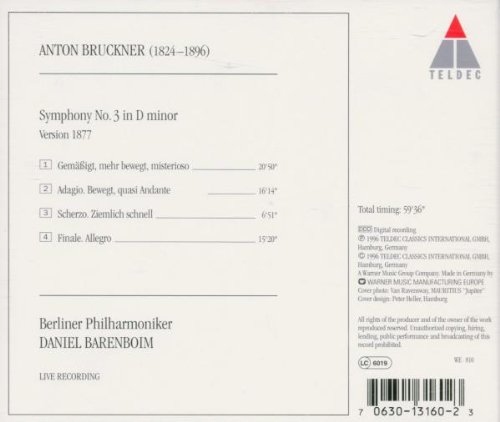 ANTON BRUCKNER (1824–1896)
TELDEC
Symphony No. 3 in D minor
Version 1877
1 Gemäßigt, mehr bewegt, misterioso 20'50"
2 Adagio. Bewegt, quasi Andante 16'14"
3 Scherzo. Ziemlich schnell 6'51"
4 Finale. Allegro 15'20"
Total timing: 59'36"
DDD Digital recording
℗ 1996 TELDEC CLASSICS INTERNATIONAL GMBH,
Hamburg, Germany
© 1996 TELDEC CLASSICS INTERNATIONAL GMBH,
Hamburg, Germany
A Warner Music Group Company. Made in Germany by
WARNER MUSIC MANUFACTURING EUROPE
Cover photo: Van Ravenswaay, MAURITIUS "Jupiter"
Cover design: Peter Heller, Hamburg
All rights of the producer and of the owner of the work
reproduced reserved. Unauthorized copying, hiring,
lending, public performance and broadcasting of this
record prohibited.
Berliner Philharmoniker
DANIEL BARENBOIM
LIVE RECORDING
LC 6019
WE 810
7 0630-13160-2 3